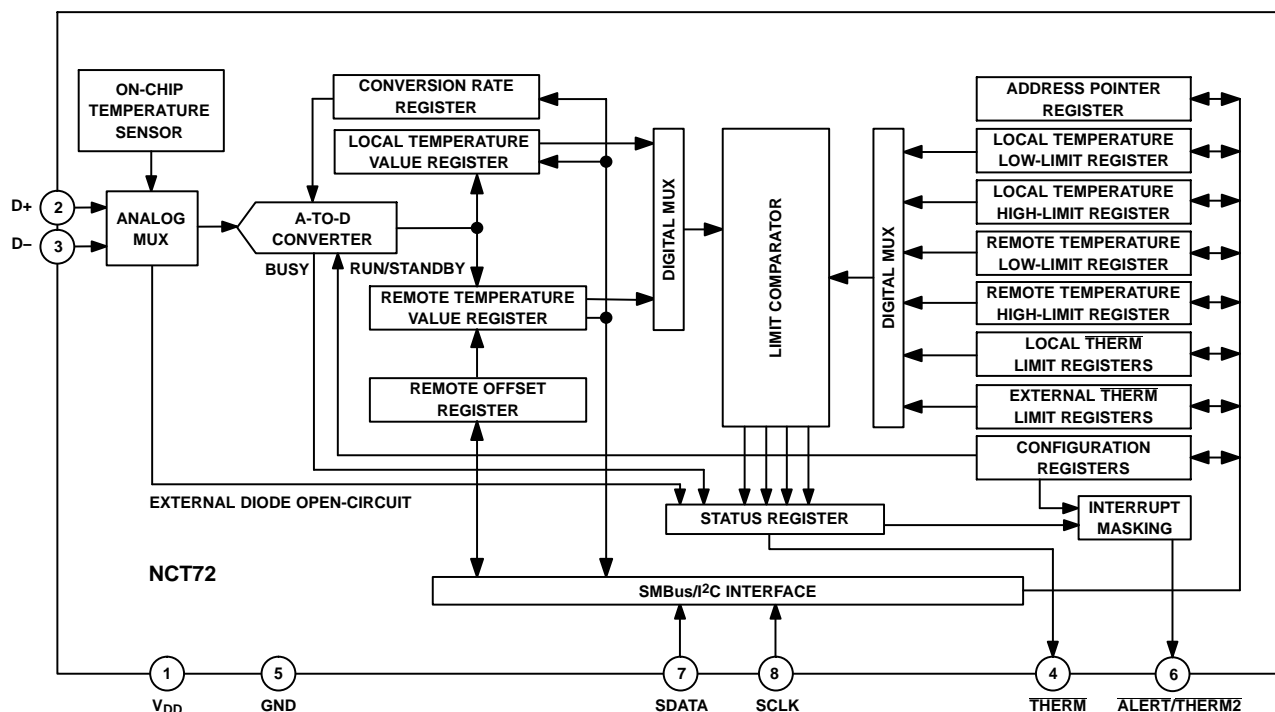 ON-CHIP
TEMPERATURE
SENSOR
CONVERSION RATE
REGISTER
LOCAL TEMPERATURE
VALUE REGISTER
D+
2
D–
3
ANALOG
MUX
A-TO-D
CONVERTER
BUSY
RUN/STANDBY
REMOTE TEMPERATURE
VALUE REGISTER
REMOTE OFFSET
REGISTER
DIGITAL MUX
LIMIT COMPARATOR
DIGITAL MUX
ADDRESS POINTER
REGISTER
LOCAL TEMPERATURE
LOW-LIMIT REGISTER
LOCAL TEMPERATURE
HIGH-LIMIT REGISTER
REMOTE TEMPERATURE
LOW-LIMIT REGISTER
REMOTE TEMPERATURE
HIGH-LIMIT REGISTER
LOCAL THERM
LIMIT REGISTERS
EXTERNAL THERM
LIMIT REGISTERS
CONFIGURATION
REGISTERS
EXTERNAL DIODE OPEN-CIRCUIT
STATUS REGISTER
INTERRUPT
MASKING
NCT72
SMBus/I²C INTERFACE
1
5
7
8
4
6
VDD
GND
SDATA
SCLK
THERM
ALERT/THERM2